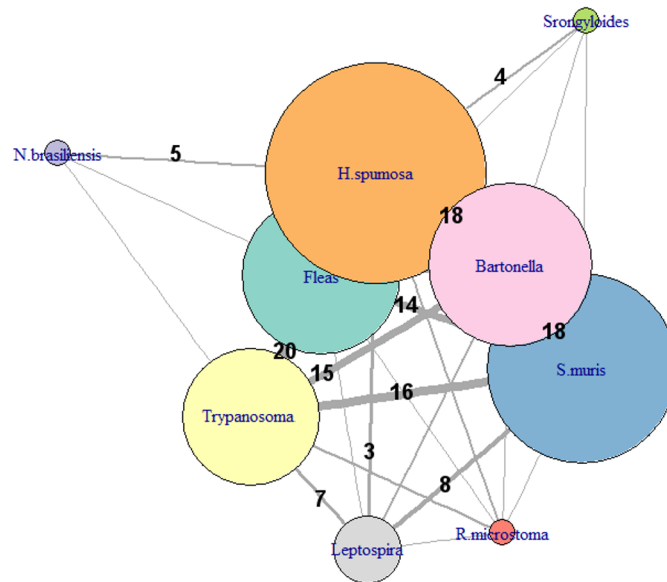 Srongyloides
4
N.brasiliensis
5
H.spumosa
18
Bartonella
Fleas
14
18
20
15
S.muris
16
Trypanosoma
3
8
7
R.microstoma
Leptospira